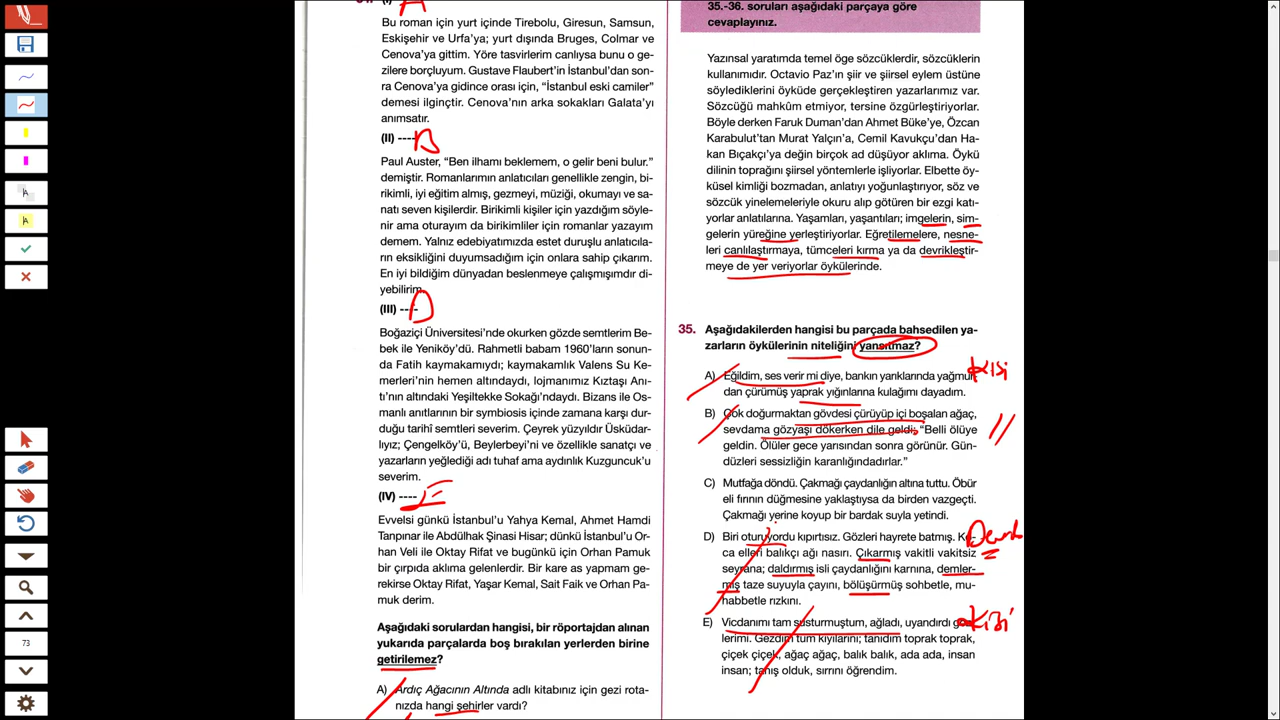 (I) A
Bu roman için yurt içinde Tirebolu, Giresun, Samsun,
Eskişehir ve Urfa'ya; yurt dışında Bruges, Colmar ve
Cenova'ya gittim. Yöre tasvirlerim canlıysa bunu o ge-
zilere borçluyum. Gustave Flaubert'in İstanbul'dan son-
ra Cenova'ya gidince orası için, “İstanbul eski camiler”
demesi ilginçtir. Cenova'nın arka sokakları Galata'yı
anımsatır.
(II) ---- B
Paul Auster, “Ben ilhamı beklemem, o gelir beni bulur.”
demiştir. Romanlarımın anlatıcıları genellikle zengin, bi-
rikimli, iyi eğitim almış, gezmeyi, müziği, okumayı ve sa-
natı seven kişilerdir. Birikimli kişiler için yazdığım söyle-
nir ama oturayım da birikimliler için romanlar yazayım
demem. Yalnız edebiyatımızda estet duruşlu anlatıcıla-
rın eksikliğini duyumsadığım için onlara sahip çıkarım.
En iyi bildiğim dünyadan beslenmeye çalışmışımdır di-
yebilirim.
(III) ---- D
Boğaziçi Üniversitesi'nde okurken gözde semtlerim Be-
bek ile Yeniköy'dü. Rahmetli babam 1960'ların sonun-
da Fatih kaymakamıydı; kaymakamlık Valens Su Ke-
merleri'nin hemen altındaydı, lojmanımız Kıztaşı Anı-
tı'nın altındaki Yeşiltekke Sokağı'ndaydı. Bizans ile Os-
manlı anıtlarının bir symbiosis içinde zamana karşı dur-
duğu tarihî semtleri severim. Çeyrek yüzyıldır Üsküdar-
lıyız; Çengelköy'ü, Beylerbeyi'ni ve özellikle sanatçı ve
yazarların yeğlediği adı tuhaf ama aydınlık Kuzguncuk'u
severim.
(IV) ---- E
Evvelsi günkü İstanbul'u Yahya Kemal, Ahmet Hamdi
Tanpınar ile Abdülhak Şinasi Hisar; dünkü İstanbul'u Or-
han Veli ile Oktay Rifat ve bugünkü için Orhan Pamuk
bir çırpıda aklıma gelenlerdir. Bir kare as yapmam ge-
rekirse Oktay Rifat, Yaşar Kemal, Sait Faik ve Orhan Pa-
muk derim.
Aşağıdaki sorulardan hangisi, bir röportajdan alınan
yukarıda parçalarda boş bırakılan yerlerden birine
getirilemez?
A) Ardıç Ağacının Altında adlı kitabınız için gezi rota-
nızda hangi şehirler vardı?
35.-36. soruları aşağıdaki parçaya göre
cevaplayınız.
Yazınsal yaratımda temel öge sözcüklerdir, sözcüklerin
kullanımıdır. Octavio Paz'ın şiir ve şiirsel eylem üstüne
söylediklerini öyküde gerçekleştiren yazarlarımız var.
Sözcüğü mahkûm etmiyor, tersine özgürleştiriyorlar.
Böyle derken Faruk Duman'dan Ahmet Büke'ye, Özcan
Karabulut'tan Murat Yalçın'a, Cemil Kavukçu'dan Ha-
kan Bıçakçı'ya değin birçok ad düşüyor aklıma. Öykü
dilinin toprağını şiirsel yöntemlerle işliyorlar. Elbette öy-
küsel kimliği bozmadan, anlatıyı yoğunlaştırıyor, söz ve
sözcük yinelemeleriyle okuru alıp götüren bir ezgi katı-
yorlar anlatılarına. Yaşamları, yaşantıları; imgelerin, sim-
gelerin yüreğine yerleştiriyorlar. Eğretilemelere, nesne-
leri canlılaştırmaya, tümceleri kırma ya da devrikleştir-
meye de yer veriyorlar öykülerinde.
35. Aşağıdakilerden hangisi bu parçada bahsedilen ya-
zarların öykülerinin niteliğini yansıtmaz?
A) Eğildim, ses verir mi diye, bankın yarıklarında yağmur-
dan çürümüş yaprak yığınlarına kulağımı dayadım.
Kişi
B) Çok doğurmaktan gövdesi çürüyüp içi boşalan ağaç,
sevdama gözyaşı dökerken dile geldi: “Belli ölüye
geldin. Ölüler gece yarısından sonra görünür. Gün-
düzleri sessizliğin karanlığındadırlar.”
//
C) Mutfağa döndü. Çakmağı çaydanlığın altına tuttu. Öbür
eli fırının düğmesine yaklaştıysa da birden vazgeçti.
Çakmağı yerine koyup bir bardak suyla yetindi.
D) Biri oturuyordu kıpırtısız. Gözleri hayrete batmış. Ko-
ca elleri balıkçı ağı nasırı. Çıkarmış vakitli vakitsiz
seyrana; daldırmış isli çaydanlığını karnına, demlen-
miş taze suyuyla çayını, bölüşürmüş sohbetle, mu-
habbetle rızkını.
E) Vicdanımı tam susturmuştum, ağladı, uyandırdı
lerimi. Gezdim tüm kıyılarını; tanıdım toprak toprak,
çiçek çiçek, ağaç ağaç, balık balık, ada ada, insan
insan; tanış olduk, sırrını öğrendim.
Kişi
73